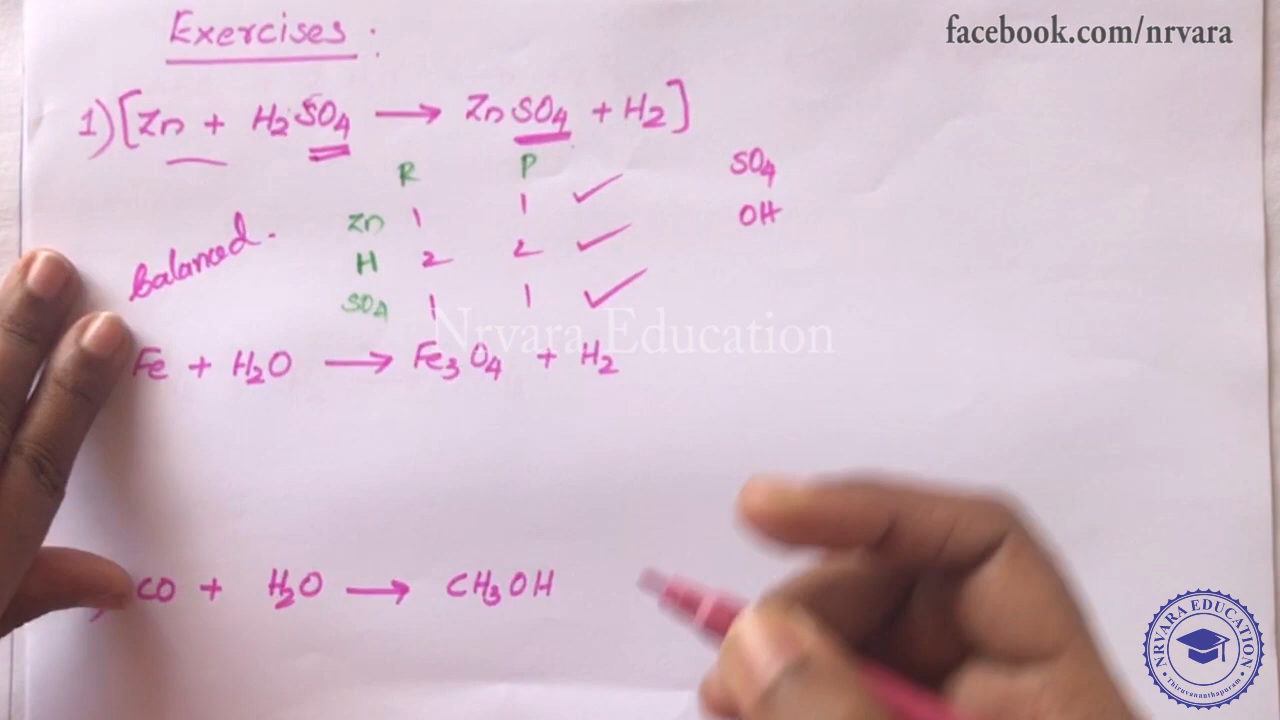 facebook.com/nrvara
Exercises :
1) [Zn + H2SO4 → ZnSO4 + H2]
R P
Zn 1 1 ✓
H 2 2 ✓
SO4 1 1 ✓
balanced.
SO4
OH
Nrvara Education
Fe + H2O → Fe3O4 + H2
CO + H2O → CH3OH
NRVARA EDUCATION
Thiruvananthapuram